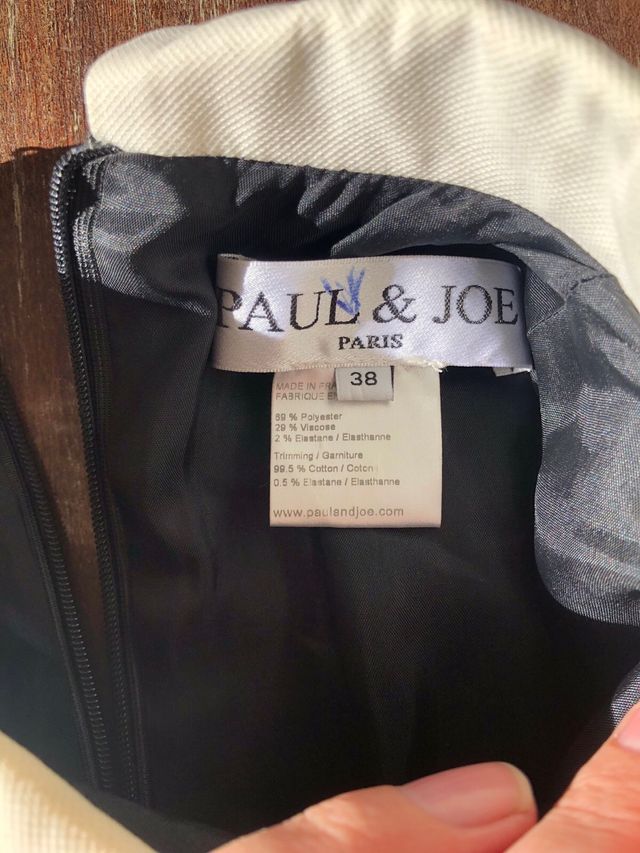 PAUL & JOE
PARIS
38
MADE IN FRA
FABRIQUE EN
69 % Polyester
29 % Viscose
2 % Elastane / Elasthanne
Trimming / Garniture
99.5 % Cotton / Coton
0.5 % Elastane / Elasthanne
www.paulandjoe.com